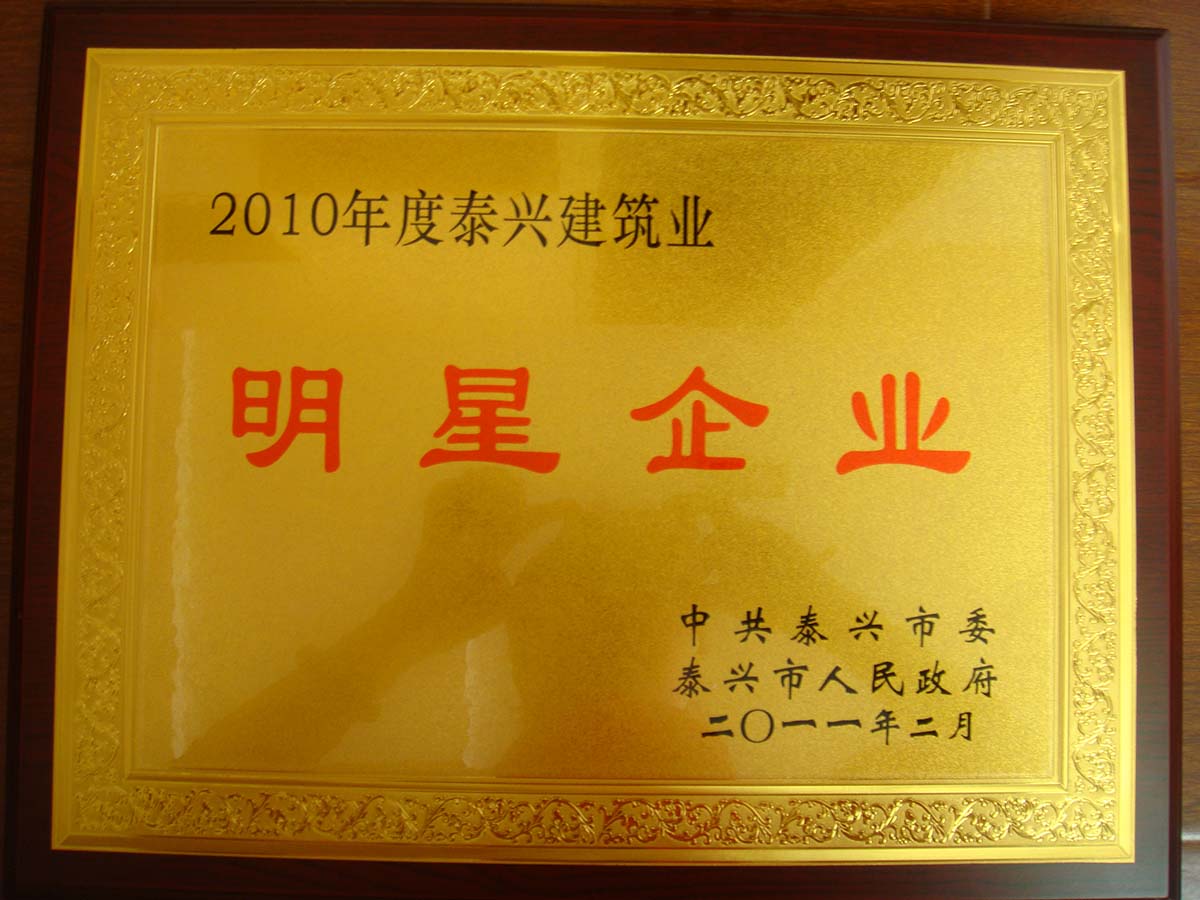 2010年度泰兴建筑业
明星企业
中共泰兴市委
泰兴市人民政府
二〇一一年二月